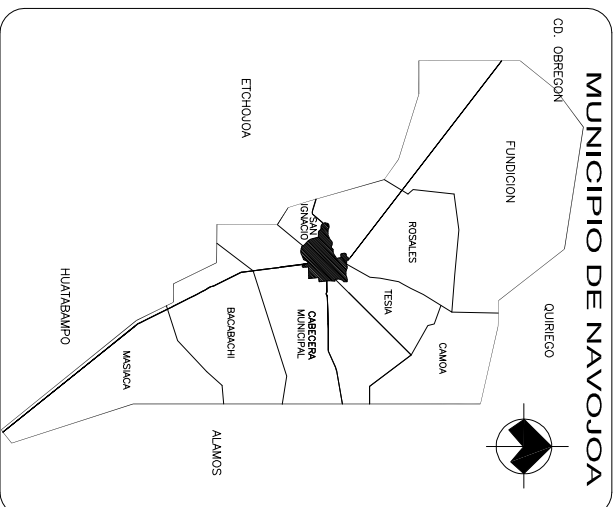 MUNICIPIO DE NAVOJOA
CD. OBREGON
FUNDICION
QUIRIEGO
ROSALES
CAMOA
TESIA
SAN
IGNACIO
CABECERA
MUNICIPAL
ETCHOJOA
BACABACHI
ALAMOS
MASIACA
HUATABAMPO